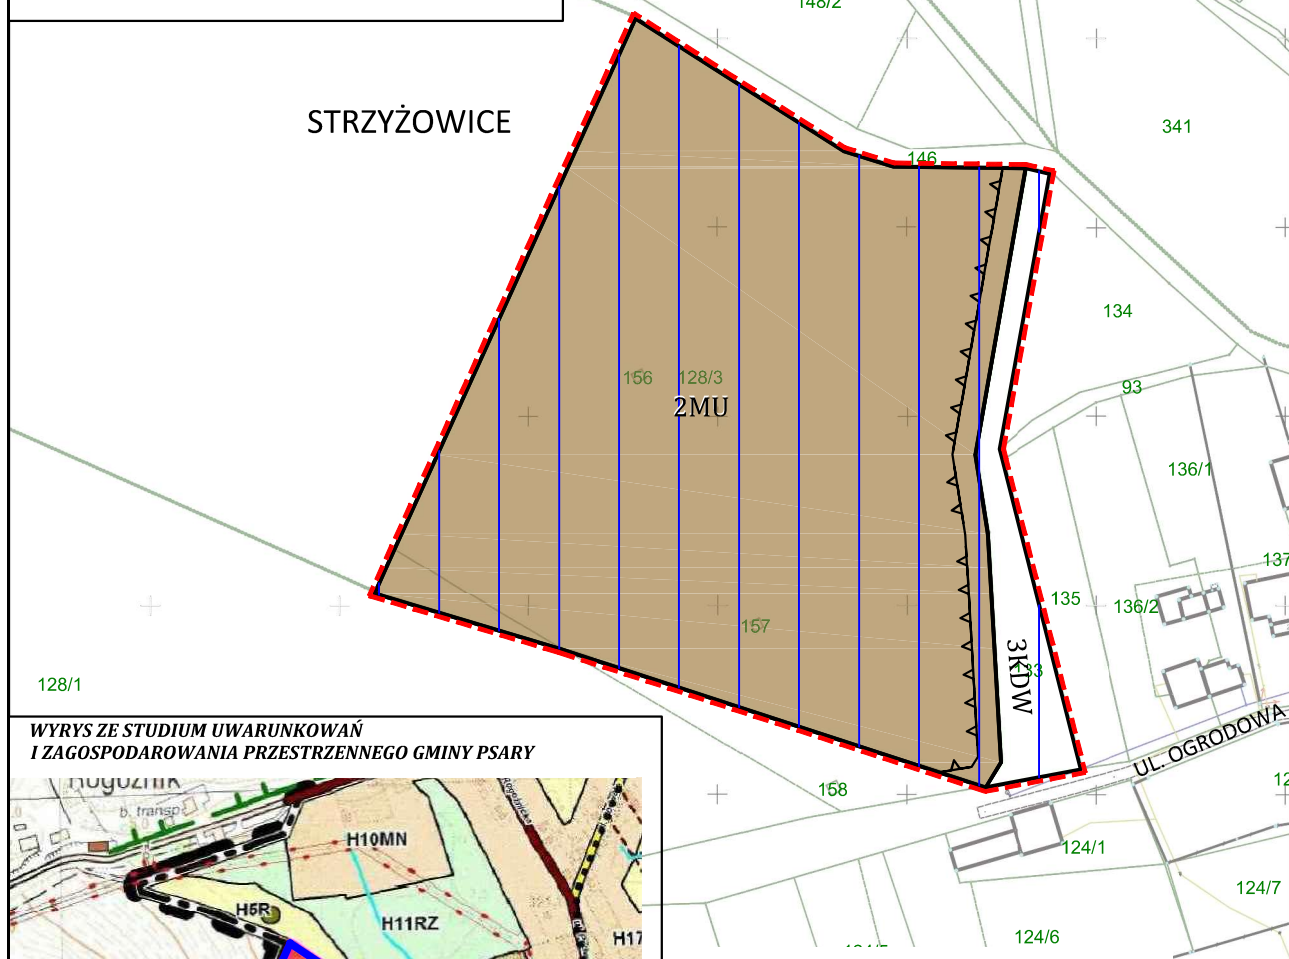 148/2
STRZYŻOWICE
341
146
134
156 128/3
2MU
93
136/1
137
135
136/2
157
3KDW
133
128/1
UL. OGRODOWA
WYRYS ZE STUDIUM UWARUNKOWAŃ
I ZAGOSPODAROWANIA PRZESTRZENNEGO GMINY PSARY
158
Rogoźnik
b. transp.
H10MN
124/1
124/7
H6R
H11RZ
H17
124/6